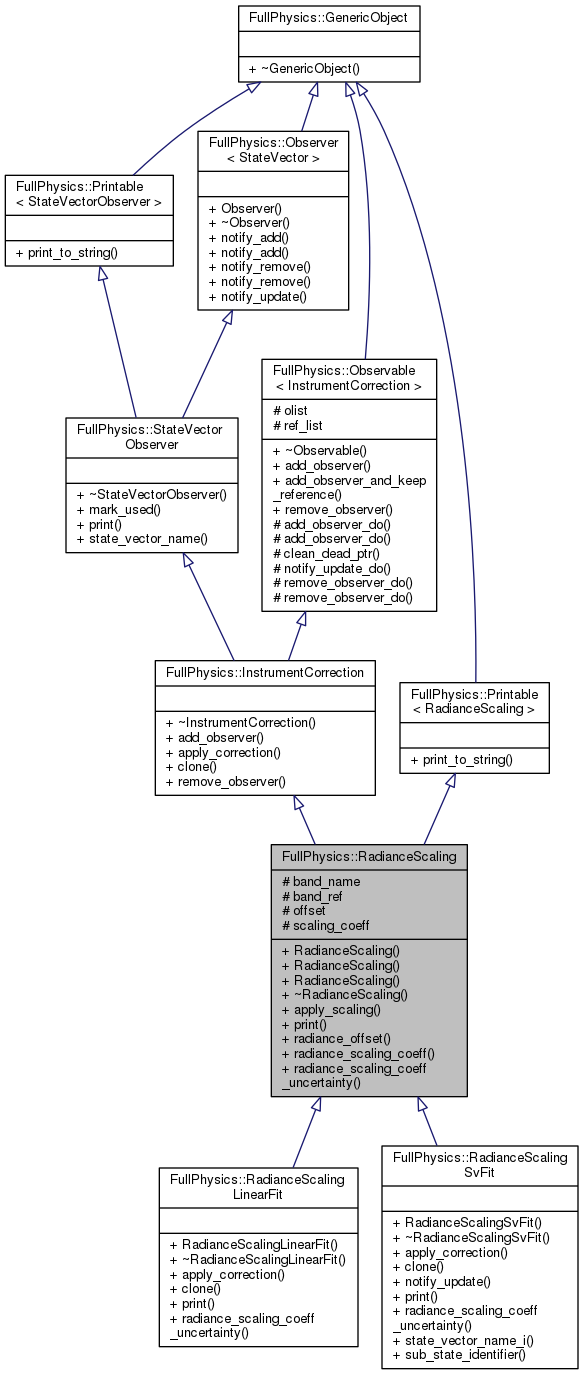 FullPhysics::GenericObject
+ ~GenericObject()
FullPhysics::Observer
< StateVector >
+ Observer()
+ ~Observer()
+ notify_add()
+ notify_add()
+ notify_remove()
+ notify_remove()
+ notify_update()
FullPhysics::Printable
< StateVectorObserver >
+ print_to_string()
FullPhysics::Observable
< InstrumentCorrection >
# olist
# ref_list
+ ~Observable()
+ add_observer()
+ add_observer_and_keep
_reference()
+ remove_observer()
# add_observer_do()
# add_observer_do()
# clean_dead_ptr()
# notify_update_do()
# remove_observer_do()
# remove_observer_do()
FullPhysics::StateVector
Observer
+ ~StateVectorObserver()
+ mark_used()
+ print()
+ state_vector_name()
FullPhysics::InstrumentCorrection
+ ~InstrumentCorrection()
+ add_observer()
+ apply_correction()
+ clone()
+ remove_observer()
FullPhysics::Printable
< RadianceScaling >
+ print_to_string()
FullPhysics::RadianceScaling
# band_name
# band_ref
# offset
# scaling_coeff
+ RadianceScaling()
+ RadianceScaling()
+ RadianceScaling()
+ ~RadianceScaling()
+ apply_scaling()
+ print()
+ radiance_offset()
+ radiance_scaling_coeff()
+ radiance_scaling_coeff
_uncertainty()
FullPhysics::RadianceScaling
LinearFit
+ RadianceScalingLinearFit()
+ ~RadianceScalingLinearFit()
+ apply_correction()
+ clone()
+ print()
+ radiance_scaling_coeff
_uncertainty()
FullPhysics::RadianceScaling
SvFit
+ RadianceScalingSvFit()
+ ~RadianceScalingSvFit()
+ apply_correction()
+ clone()
+ notify_update()
+ print()
+ radiance_scaling_coeff
_uncertainty()
+ state_vector_name_i()
+ sub_state_identifier()